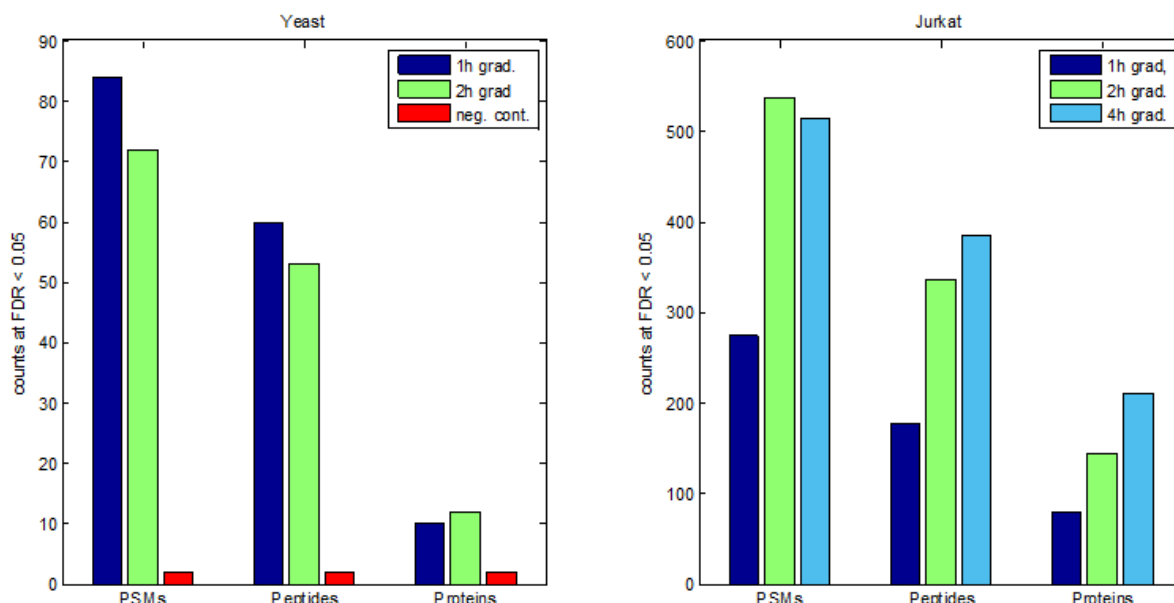 Yeast
90
80
70
60
50
40
30
20
10
0
counts at FDR < 0.05
1h grad.
2h grad
neg. cont.
PSMs
Peptides
Proteins
Jurkat
600
500
400
300
200
100
0
counts at FDR < 0.05
1h grad,
2h grad.
4h grad.
PSMs
Peptides
Proteins